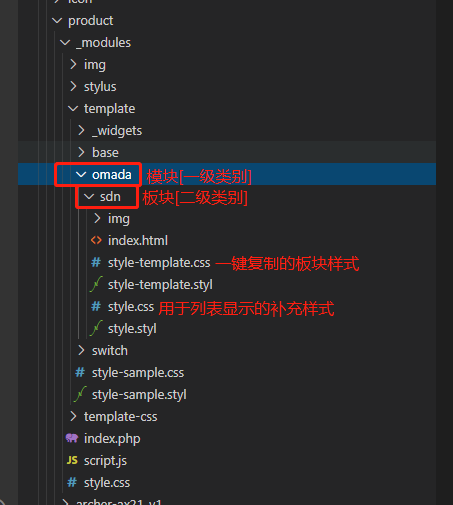 icon
product
_modules
img
stylus
template
_widgets
base
omada 模块[一级类别]
sdn 板块[二级类别]
img
index.html
style-template.css 一键复制的板块样式
style-template.styl
style.css 用于列表显示的补充样式
style.styl
switch
style-sample.css
style-sample.styl
template-css
index.php
JS script.js
style.css
archer-ax21_v1